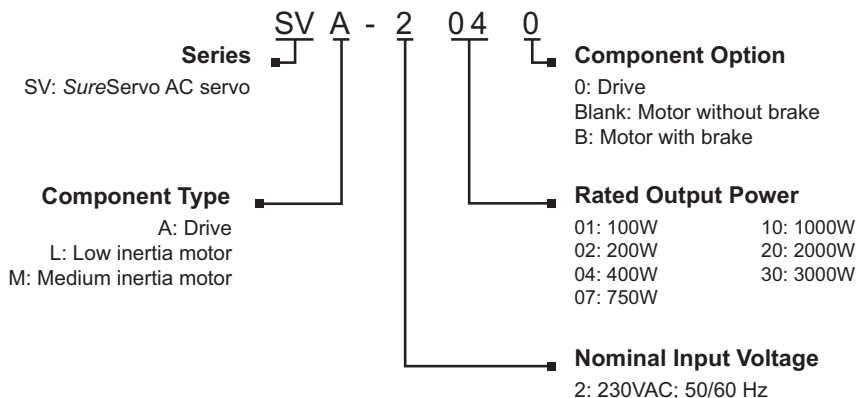 SV A - 2 04 0
Series
SV: SureServo AC servo
Component Type
A: Drive
L: Low inertia motor
M: Medium inertia motor
Component Option
0: Drive
Blank: Motor without brake
B: Motor with brake
Rated Output Power
01: 100W 10: 1000W
02: 200W 20: 2000W
04: 400W 30: 3000W
07: 750W
Nominal Input Voltage
2: 230VAC; 50/60 Hz